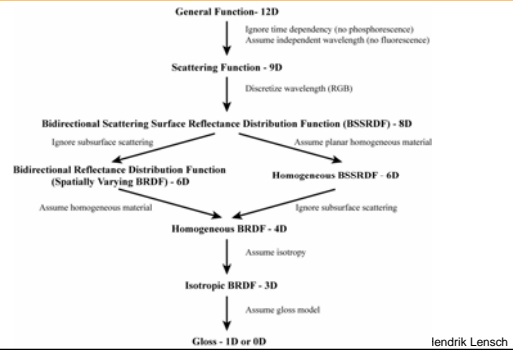 General Function- 12D
Ignore time dependency (no phosphorescence)
Assume independent wavelength (no fluorescence)
Scattering Function - 9D
Discretize wavelength (RGB)
Bidirectional Scattering Surface Reflectance Distribution Function (BSSRDF) - 8D
Ignore subsurface scattering
Assume planar homogeneous material
Bidirectional Reflectance Distribution Function
(Spatially Varying BRDF) - 6D
Homogeneous BSSRDF - 6D
Assume homogeneous material
Ignore subsurface scattering
Homogeneous BRDF - 4D
Assume isotropy
Isotropic BRDF - 3D
Assume gloss model
Gloss - 1D or 0D
lendrik Lensch